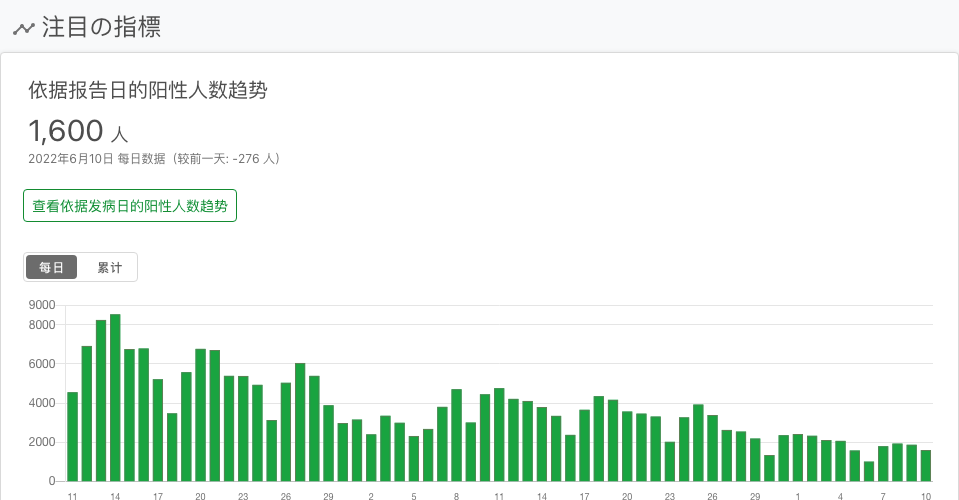 注目の指標
依据报告日的阳性人数趋势
1,600 人
2022年6月10日 每日数据（较前一天: -276 人）
查看依据发病日的阳性人数趋势
每日 累计
9000
8000
6000
4000
2000
0
11 14 17 20 23 26 29 2 5 8 11 14 17 20 23 26 29 1 4 7 10